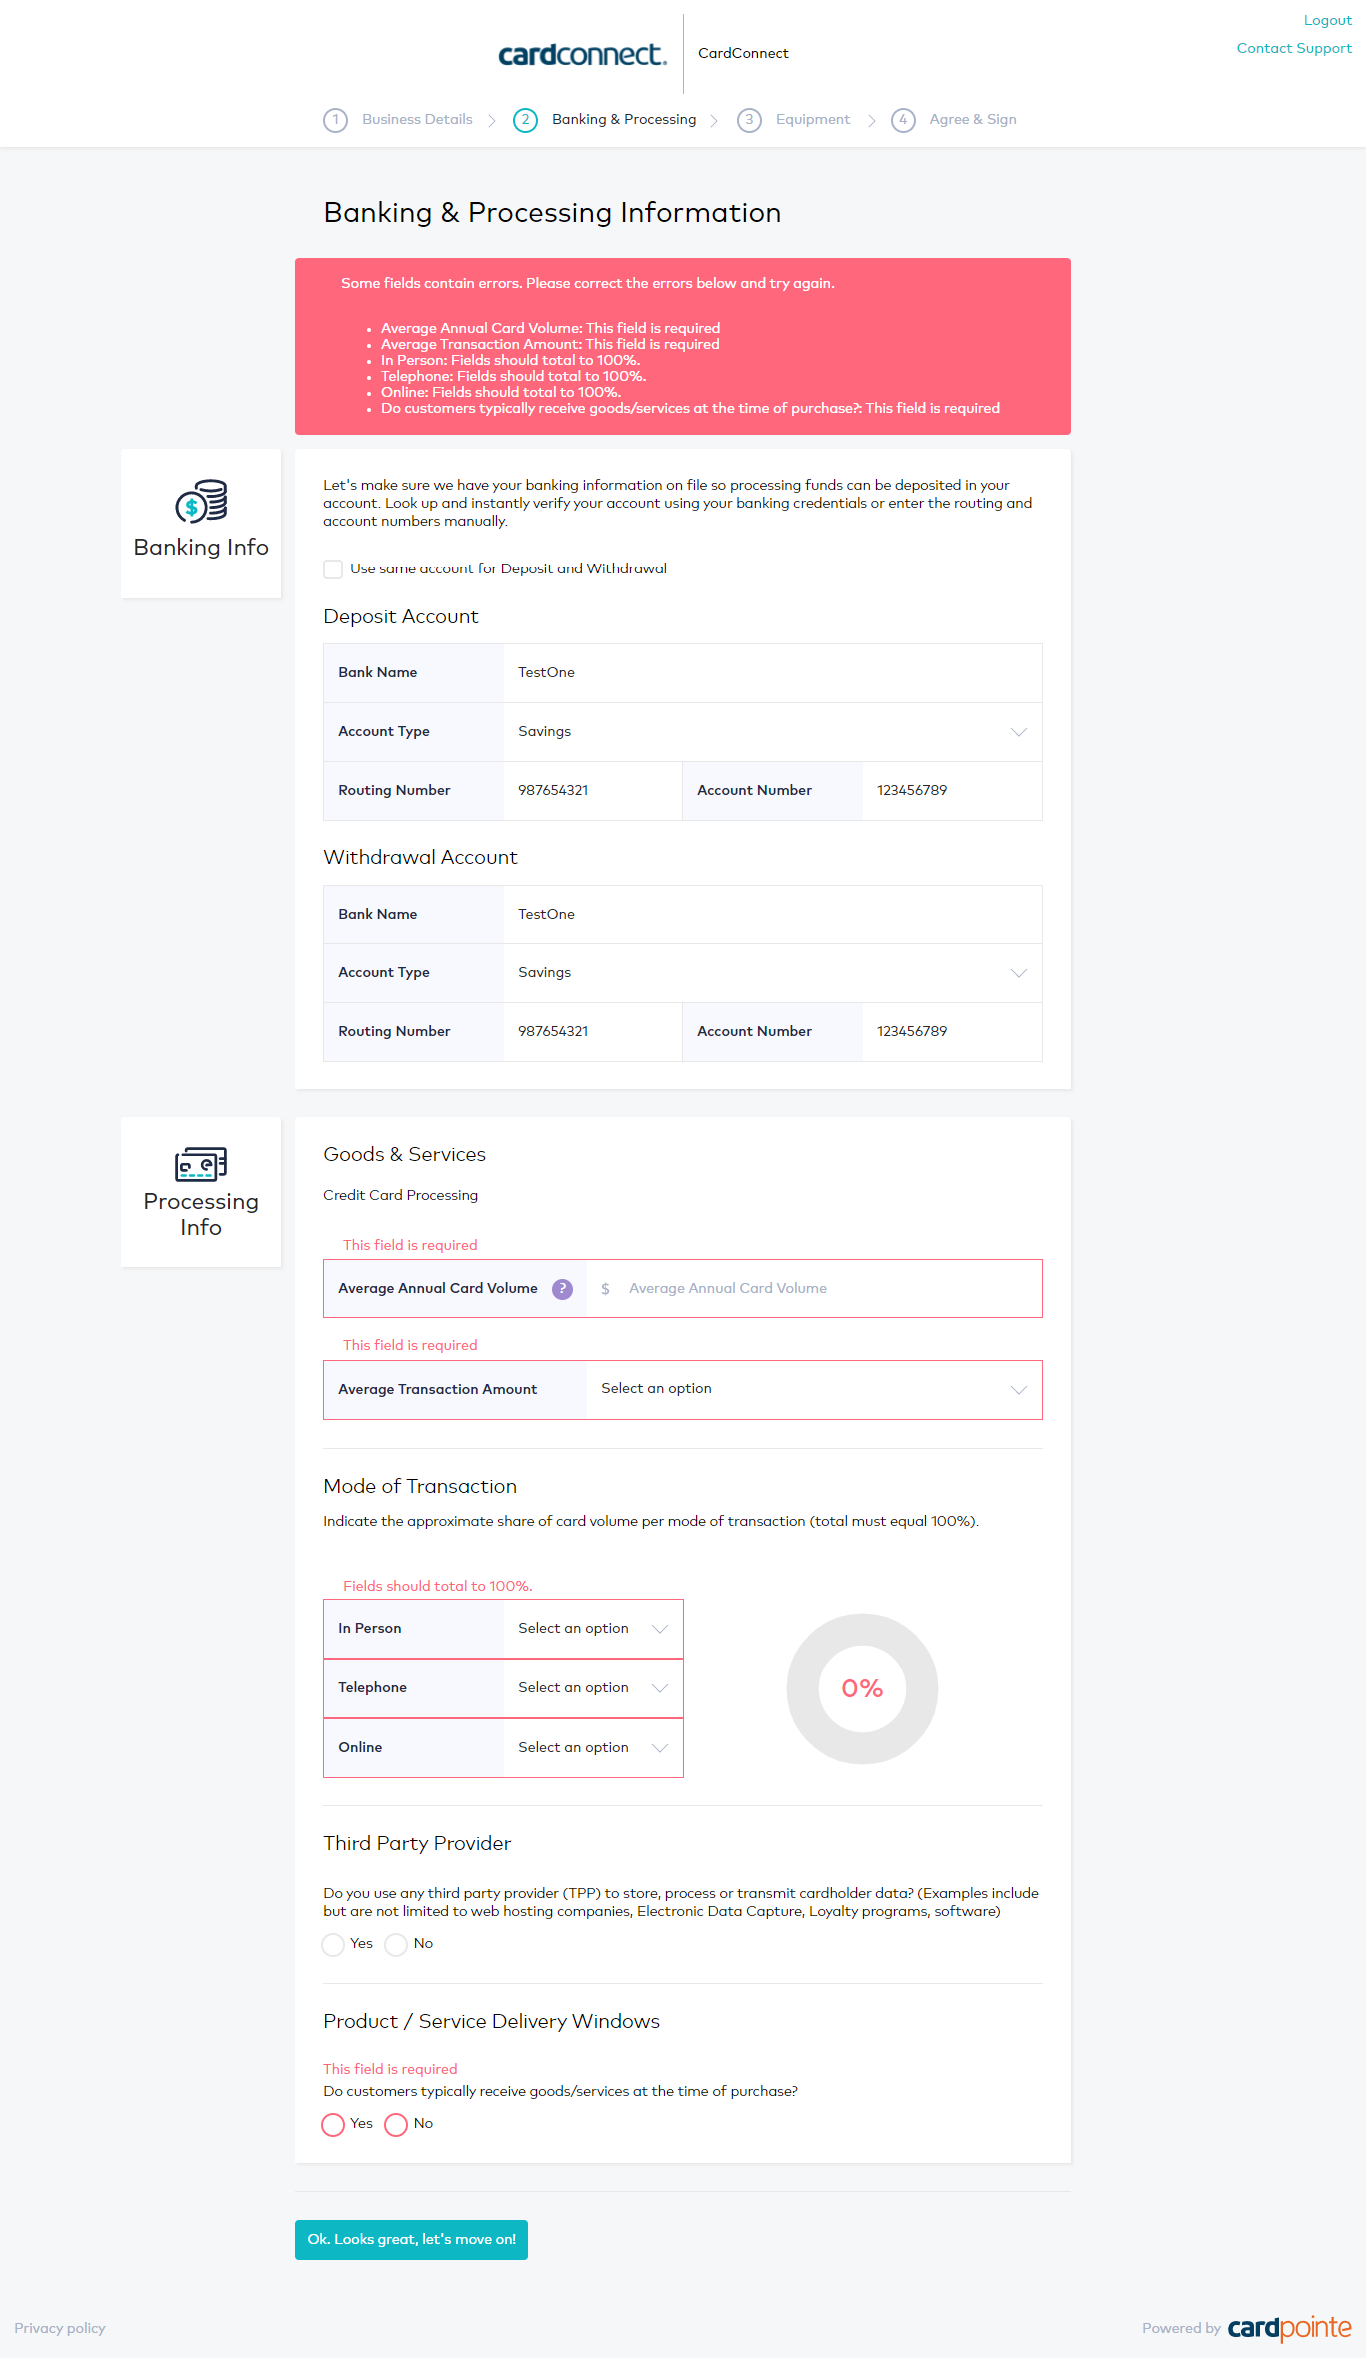 Logout
cardconnect.
CardConnect
Contact Support
1 Business Details
2 Banking & Processing
3 Equipment
4 Agree & Sign
Banking & Processing Information
Some fields contain errors. Please correct the errors below and try again.
• Average Annual Card Volume: This field is required
• Average Transaction Amount: This field is required
• In Person: Fields should total to 100%.
• Telephone: Fields should total to 100%.
• Online: Fields should total to 100%.
• Do customers typically receive goods/services at the time of purchase?: This field is required
$
Banking Info
Let's make sure we have your banking information on file so processing funds can be deposited in your
account. Look up and instantly verify your account using your banking credentials or enter the routing and
account numbers manually.
Use same account for Deposit and Withdrawal
Deposit Account
Bank Name TestOne
Account Type Savings
Routing Number 987654321 Account Number 123456789
Withdrawal Account
Bank Name TestOne
Account Type Savings
Routing Number 987654321 Account Number 123456789
Processing
Info
Goods & Services
Credit Card Processing
This field is required
Average Annual Card Volume ? $ Average Annual Card Volume
This field is required
Average Transaction Amount Select an option
Mode of Transaction
Indicate the approximate share of card volume per mode of transaction (total must equal 100%).
Fields should total to 100%.
In Person Select an option
Telephone Select an option
Online Select an option
0%
Third Party Provider
Do you use any third party provider (TPP) to store, process or transmit cardholder data? (Examples include
but are not limited to web hosting companies, Electronic Data Capture, Loyalty programs, software)
Yes No
Product / Service Delivery Windows
This field is required
Do customers typically receive goods/services at the time of purchase?
Yes No
Ok. Looks great, let's move on!
Privacy policy
Powered by cardpointe